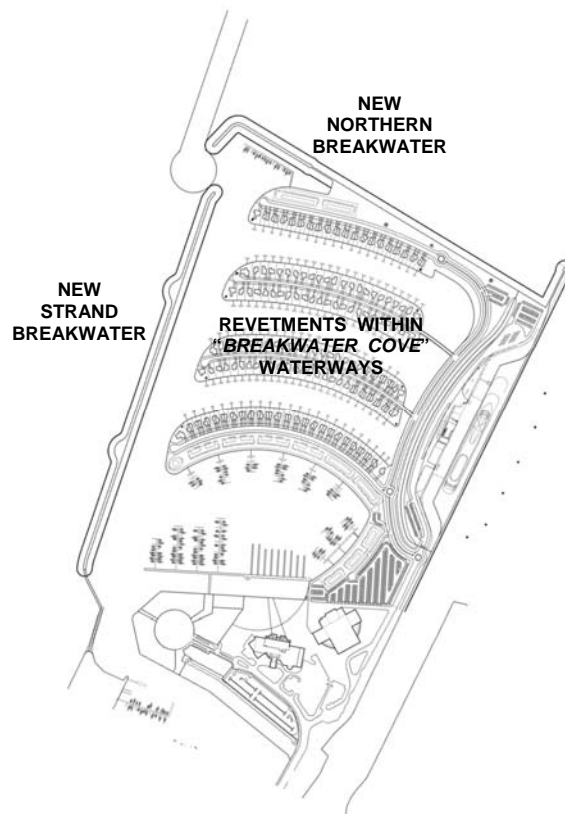 NEW
NORTHERN
BREAKWATER
NEW
STRAND
BREAKWATER
REVETMENTS WITHIN
“BREAKWATER COVE”
WATERWAYS